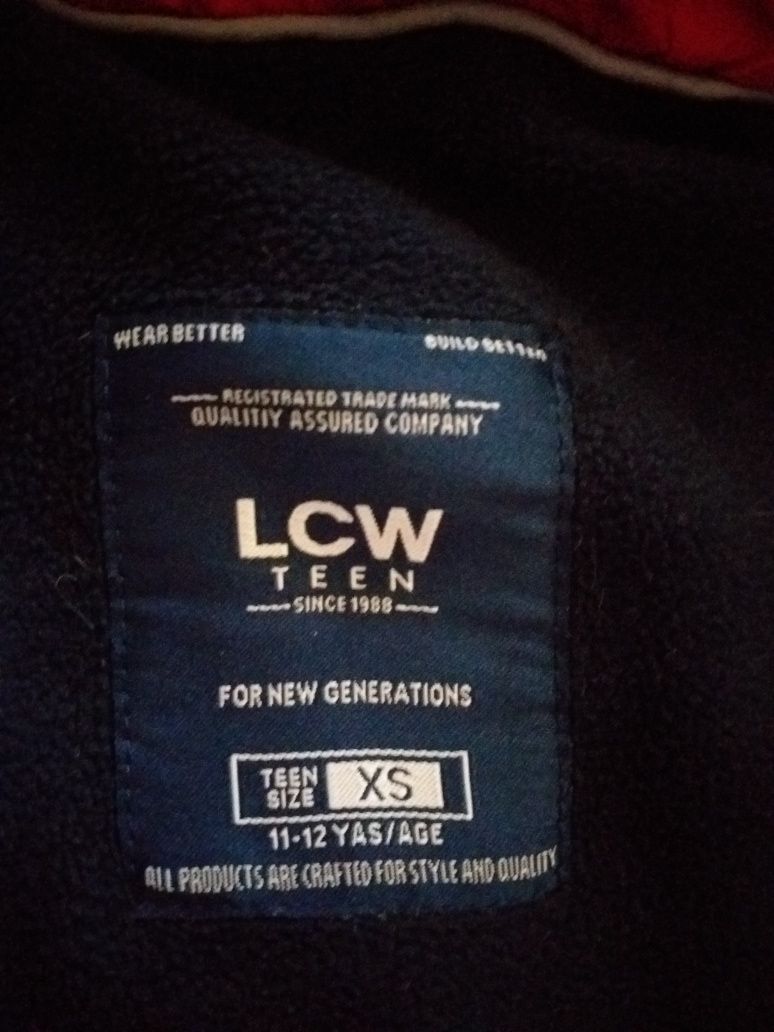 WEAR BETTER
BUILD BETTER
REGISTRATED TRADE MARK
QUALITIY ASSURED COMPANY
LCW
TEEN
SINCE 1988
FOR NEW GENERATIONS
TEEN SIZE XS
11-12 YAS/AGE
ALL PRODUCTS ARE CRAFTED FOR STYLE AND QUALITY